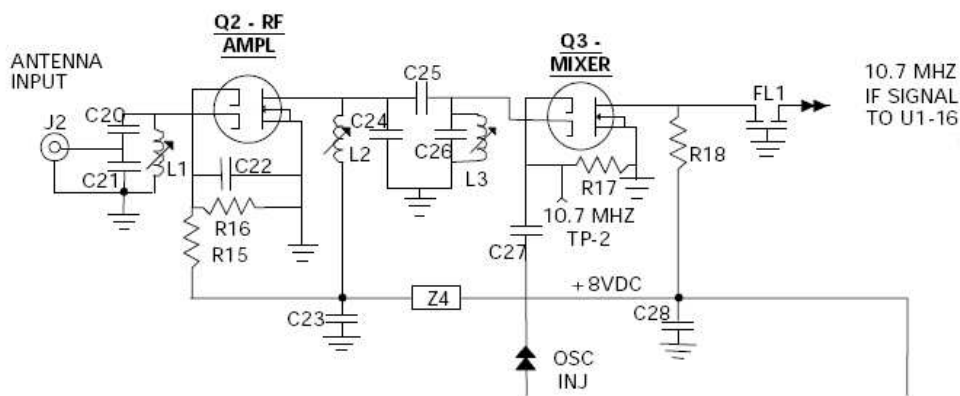 Q2 - RF
AMPL
Q3 -
MIXER
ANTENNA
INPUT
J2
C20
C21
L1
C22
R16
R15
C23
L2
C24
C25
C26
L3
Z4
C27
10.7 MHZ
TP-2
R17
R18
FL1
10.7 MHZ
IF SIGNAL
TO U1-16
+8VDC
C28
OSC
INJ